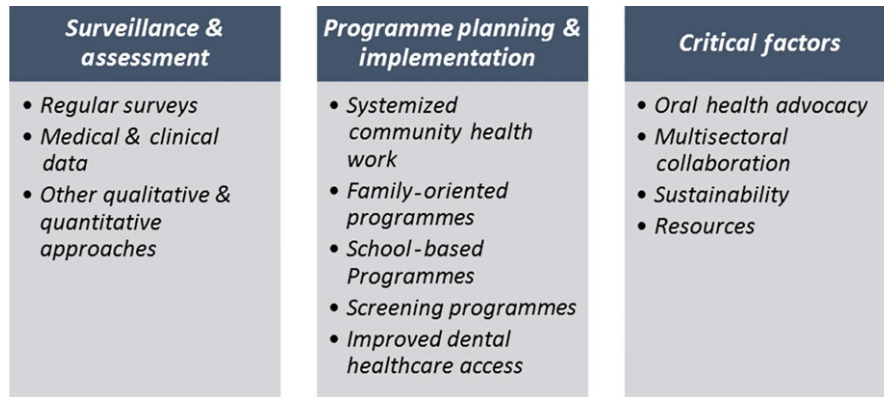 Surveillance &
assessment
• Regular surveys
• Medical & clinical
data
• Other qualitative &
quantitative
approaches
Programme planning &
implementation
• Systemized
community health
work
• Family-oriented
programmes
• School-based
Programmes
• Screening programmes
• Improved dental
healthcare access
Critical factors
• Oral health advocacy
• Multisectoral
collaboration
• Sustainability
• Resources